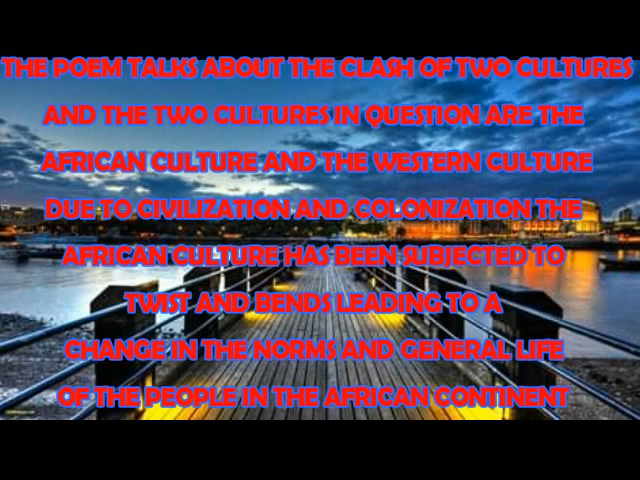 THE POEM TALKS ABOUT THE CLASH OF TWO CULTURES
AND THE TWO CULTURES IN QUESTION ARE THE
AFRICAN CULTURE AND THE WESTERN CULTURE
DUE TO CIVILIZATION AND COLONIZATION THE
AFRICAN CULTURE HAS BEEN SUBJECTED TO
TWIST AND BENDS LEADING TO A
CHANGE IN THE NORMS AND GENERAL LIFE
OF THE PEOPLE IN THE AFRICAN CONTINENT